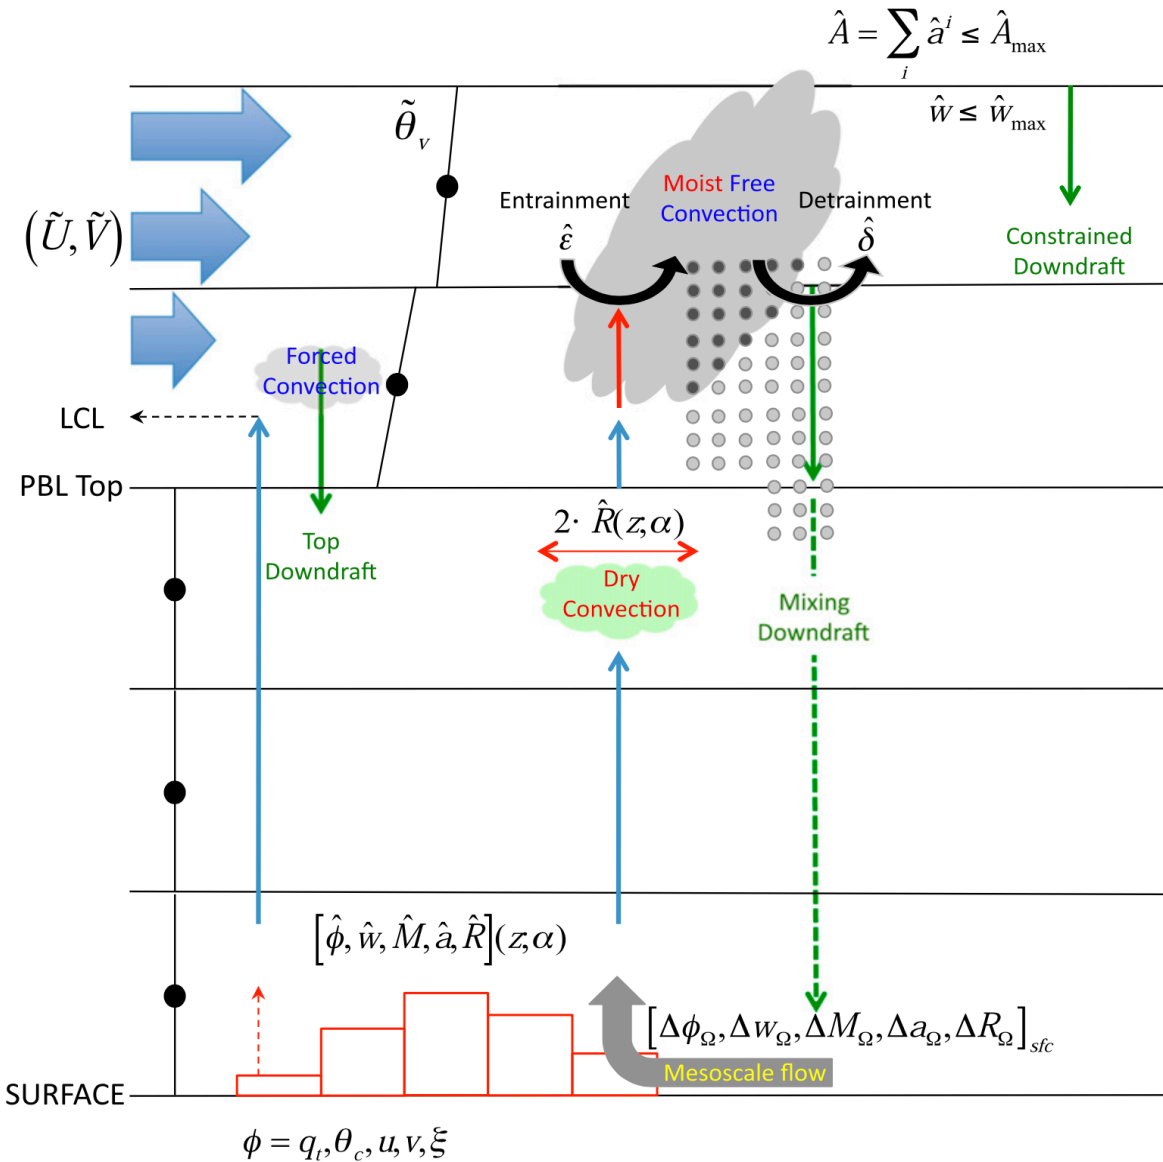 Â = ∑_i â^i ≤ Â_max
ŵ ≤ ŵ_max
θ̃_v
(Ũ, Ṽ)
Entrainment
ε̂
Moist Free
Convection
Detrainment
δ̂
Constrained
Downdraft
Forced
Convection
LCL
PBL Top
Top
Downdraft
2· R̂(z;α)
Dry
Convection
Mixing
Downdraft
[ϕ̂, ŵ, M̂, â, R̂](z;α)
[Δϕ_Ω, Δw_Ω, ΔM_Ω, Δa_Ω, ΔR_Ω]_sfc
Mesoscale flow
SURFACE
ϕ = q_t, θ_c, u, v, ξ